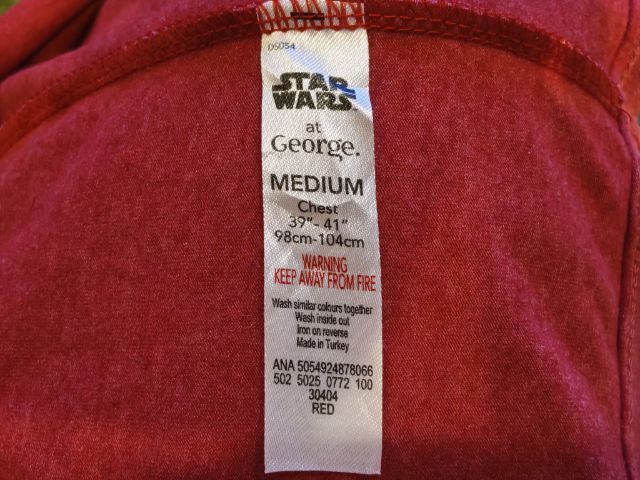 DS054
STAR
WARS
at
George.
MEDIUM
Chest
39"- 41"
98cm-104cm
WARNING
KEEP AWAY FROM FIRE
Wash similar colours together
Wash inside out
Iron on reverse
Made in Turkey
ANA 5054924878066
502 5025 0772 100
30404
RED